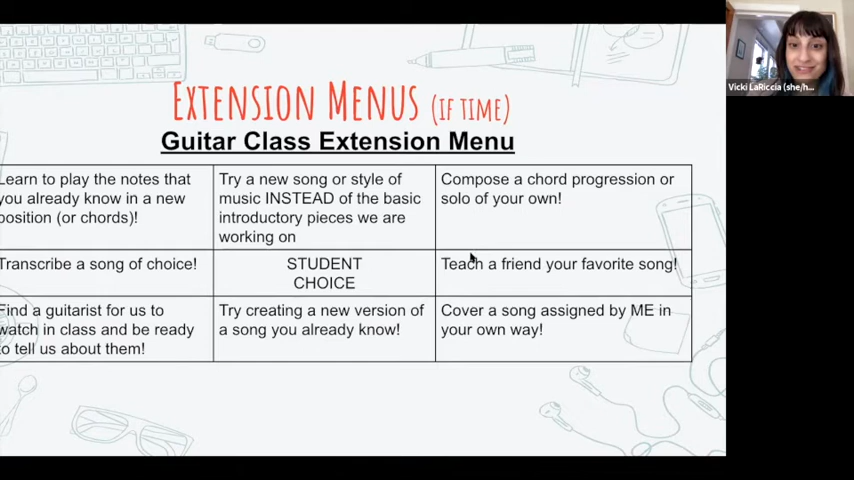 EXTENSION MENUS (IF TIME)
Guitar Class Extension Menu
Learn to play the notes that
you already know in a new
position (or chords)!
Try a new song or style of
music INSTEAD of the basic
introductory pieces we are
working on
Compose a chord progression or
solo of your own!
Transcribe a song of choice!
STUDENT
CHOICE
Teach a friend your favorite song!
Find a guitarist for us to
watch in class and be ready
to tell us about them!
Try creating a new version of
a song you already know!
Cover a song assigned by ME in
your own way!
Vicki LaRiccia (she/h...